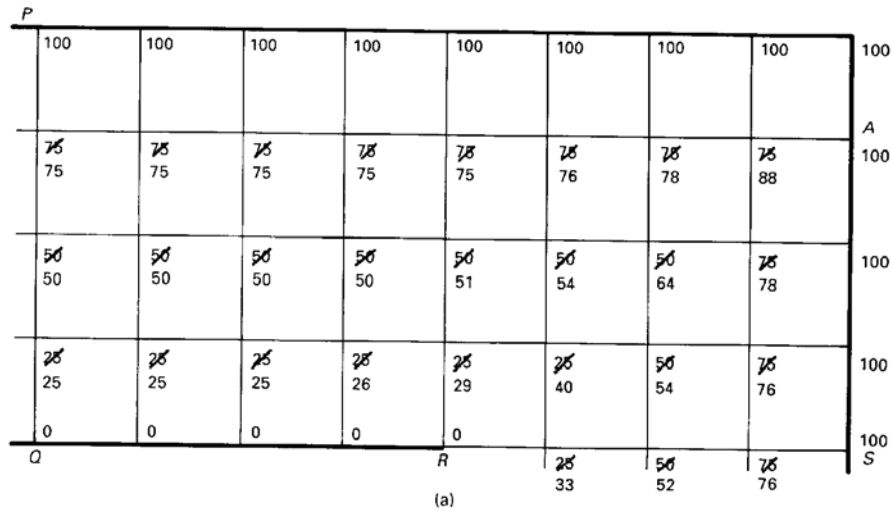 P
100 100 100 100 100 100 100 100 100
A
75 75 75 75 75 75 75 75 100
75 75 75 75 75 76 78 88
50 50 50 50 50 50 50 75 100
50 50 50 50 51 54 64 78
25 25 25 25 25 25 50 75 100
25 25 25 26 29 40 54 76
0 0 0 0 0 100
Q R 25 50 75 S
33 52 76
(a)